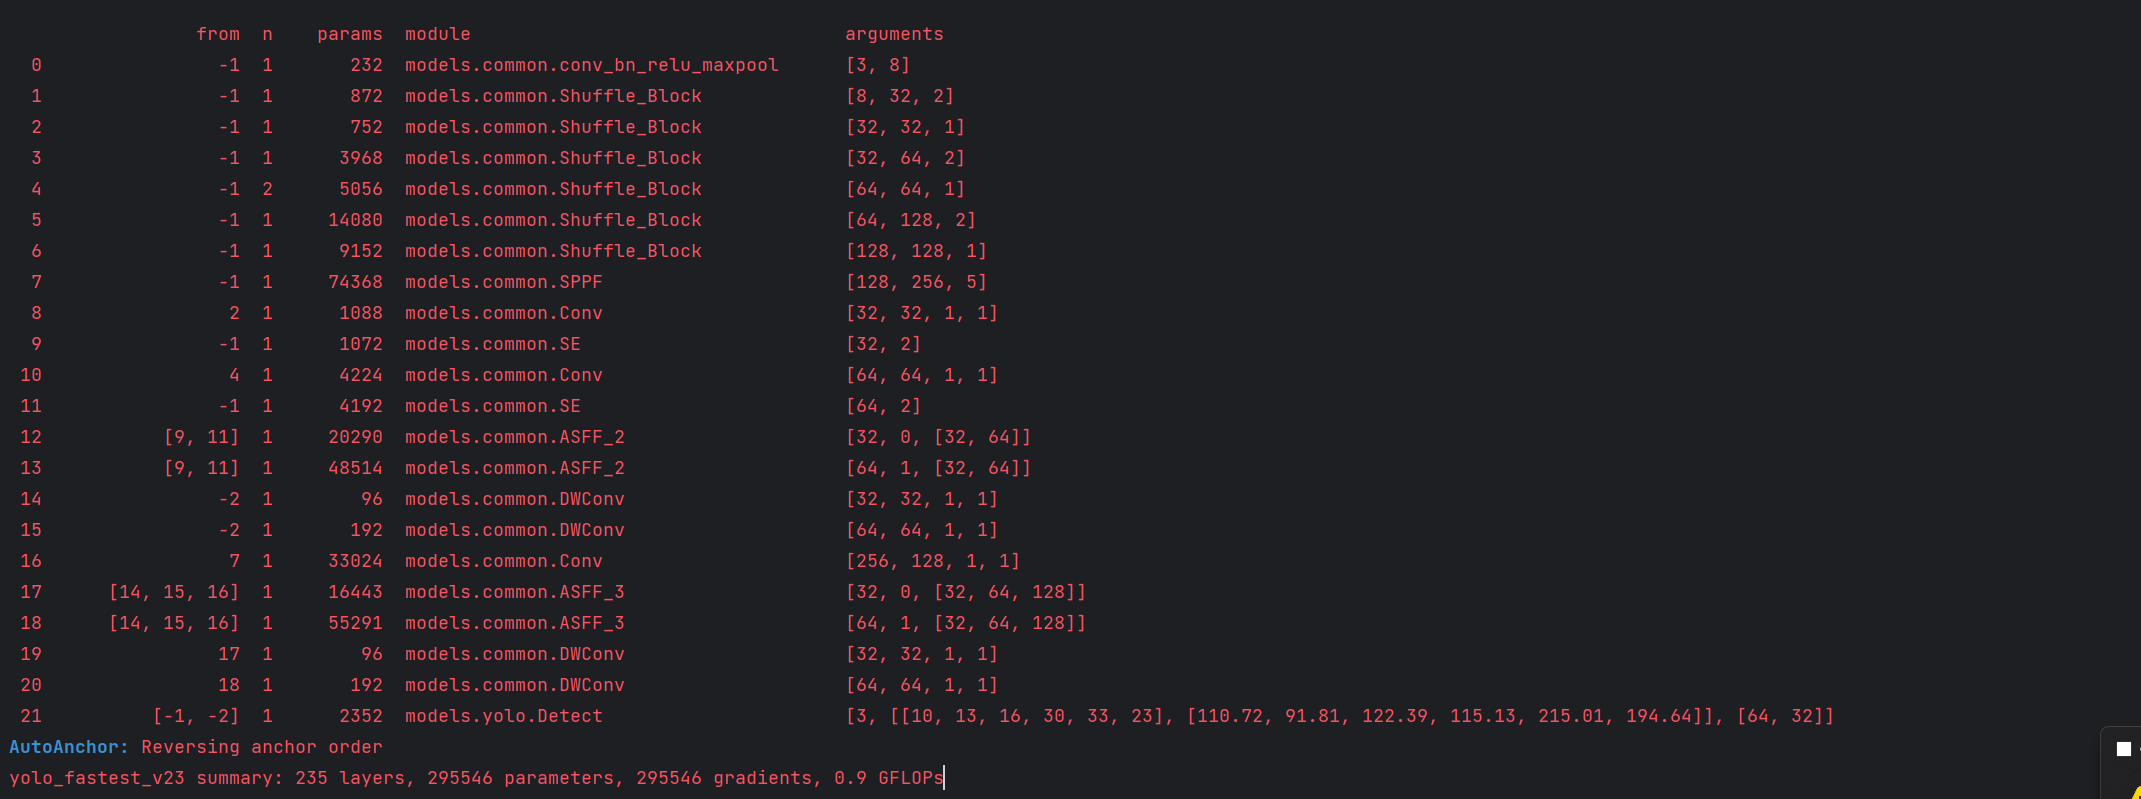 from  n    params  module                                  arguments
  0                -1  1       232  models.common.conv_bn_relu_maxpool      [3, 8]
  1                -1  1       872  models.common.Shuffle_Block             [8, 32, 2]
  2                -1  1       752  models.common.Shuffle_Block             [32, 32, 1]
  3                -1  1      3968  models.common.Shuffle_Block             [32, 64, 2]
  4                -1  2      5056  models.common.Shuffle_Block             [64, 64, 1]
  5                -1  1     14080  models.common.Shuffle_Block             [64, 128, 2]
  6                -1  1      9152  models.common.Shuffle_Block             [128, 128, 1]
  7                -1  1     74368  models.common.SPPF                      [128, 256, 5]
  8                 2  1      1088  models.common.Conv                      [32, 32, 1, 1]
  9                -1  1      1072  models.common.SE                        [32, 2]
 10                 4  1      4224  models.common.Conv                      [64, 64, 1, 1]
 11                -1  1      4192  models.common.SE                        [64, 2]
 12           [9, 11]  1     20290  models.common.ASFF_2                    [32, 0, [32, 64]]
 13           [9, 11]  1     48514  models.common.ASFF_2                    [64, 1, [32, 64]]
 14                -2  1        96  models.common.DWConv                    [32, 32, 1, 1]
 15                -2  1       192  models.common.DWConv                    [64, 64, 1, 1]
 16                 7  1     33024  models.common.Conv                      [256, 128, 1, 1]
 17      [14, 15, 16]  1     16443  models.common.ASFF_3                    [32, 0, [32, 64, 128]]
 18      [14, 15, 16]  1     55291  models.common.ASFF_3                    [64, 1, [32, 64, 128]]
 19                17  1        96  models.common.DWConv                    [32, 32, 1, 1]
 20                18  1       192  models.common.DWConv                    [64, 64, 1, 1]
 21          [-1, -2]  1      2352  models.yolo.Detect                      [3, [[10, 13, 16, 30, 33, 23], [110.72, 91.81, 122.39, 115.13, 215.01, 194.64]], [64, 32]]
AutoAnchor: Reversing anchor order
yolo_fastest_v23 summary: 235 layers, 295546 parameters, 295546 gradients, 0.9 GFLOPs